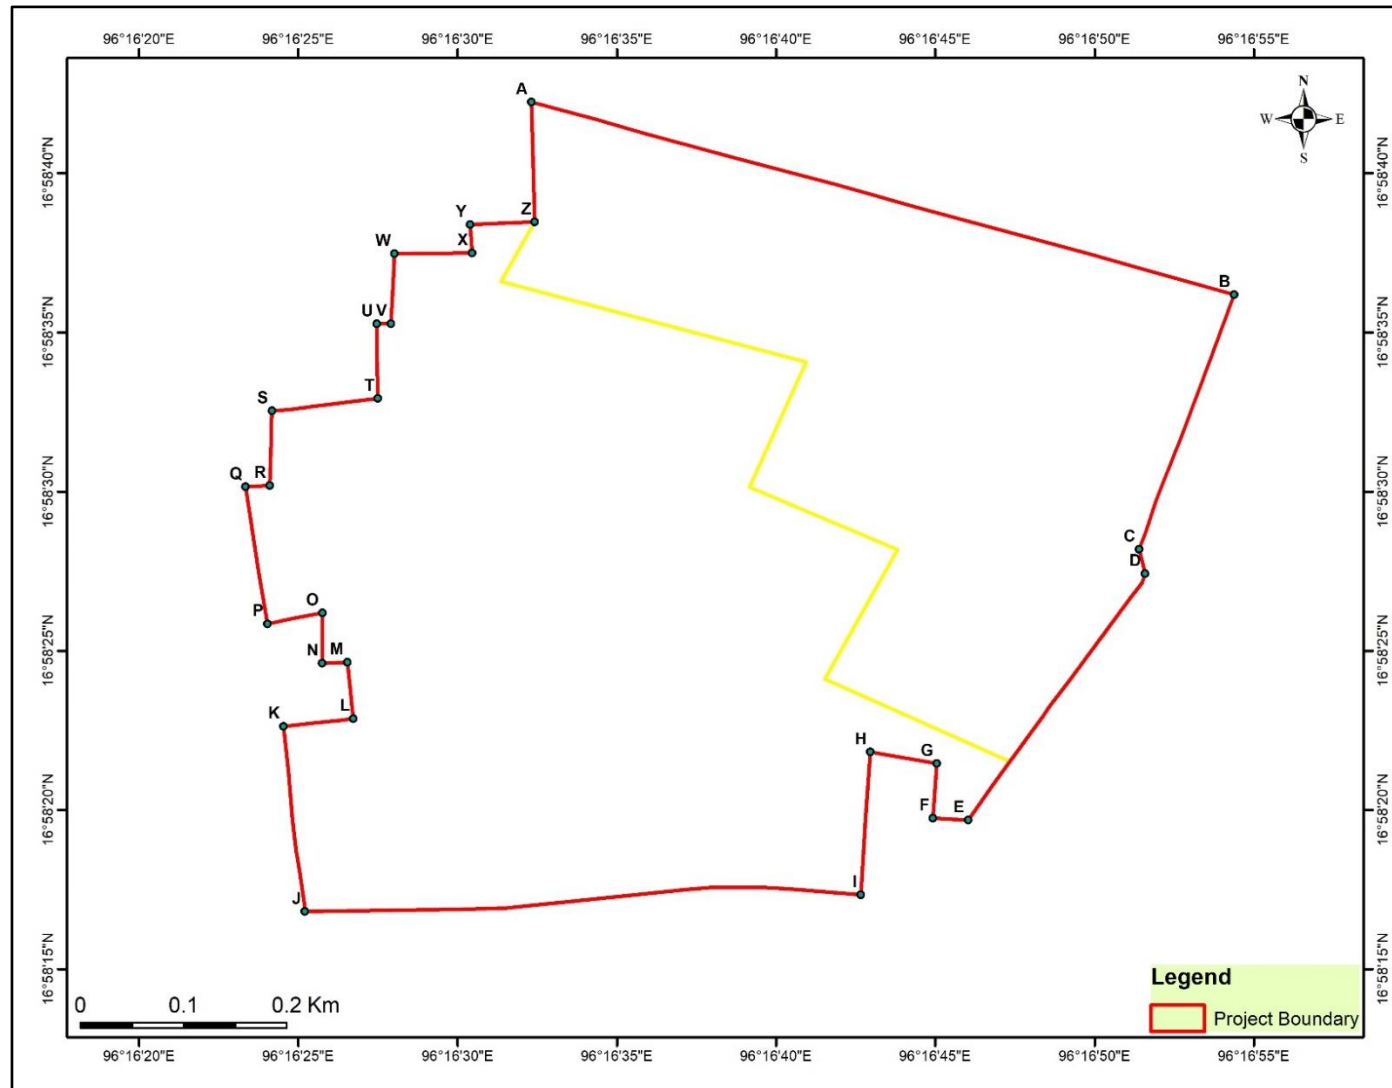 96°16'20"E 96°16'25"E 96°16'30"E 96°16'35"E 96°16'40"E 96°16'45"E 96°16'50"E 96°16'55"E
N
W E
S
A
16°58'40"N 16°58'40"N
Y Z
W X
B
U V
16°58'35"N 16°58'35"N
T
S
Q R
16°58'30"N 16°58'30"N
C
D
P O
N M
16°58'25"N 16°58'25"N
K L
H G
F E
16°58'20"N 16°58'20"N
I
J
16°58'15"N 16°58'15"N
Legend
Project Boundary
0 0.1 0.2 Km
96°16'20"E 96°16'25"E 96°16'30"E 96°16'35"E 96°16'40"E 96°16'45"E 96°16'50"E 96°16'55"E